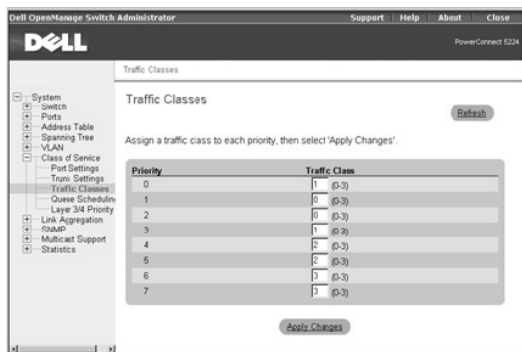 Dell OpenManage Switch Administrator
Support Help About Close
DELL
PowerConnect 5224
Traffic Classes
System
Switch
Ports
Address Table
Spanning Tree
VLAN
Class of Service
Port Settings
Trunk Settings
Traffic Classes
Queue Scheduling
Layer 3/4 Priority
Link Aggregation
SNMP
Multicast Support
Statistics
Traffic Classes
Refresh
Assign a traffic class to each priority, then select 'Apply Changes'.
Priority Traffic Class
0 1 (0-3)
1 0 (0-3)
2 0 (0-3)
3 1 (0-3)
4 2 (0-3)
5 2 (0-3)
6 3 (0-3)
7 3 (0-3)
Apply Changes